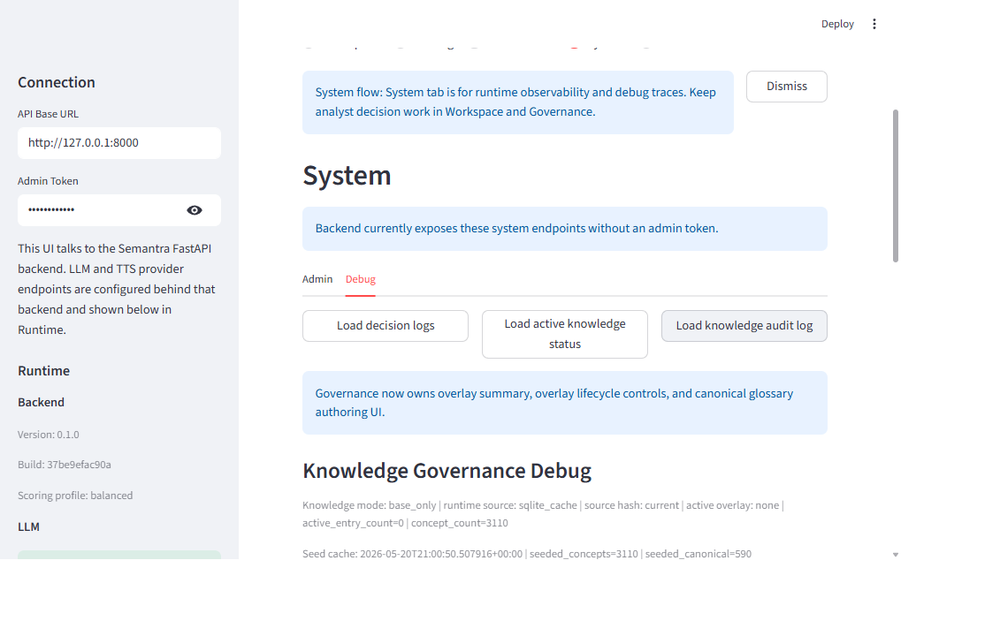 Deploy
Connection
API Base URL
http://127.0.0.1:8000
Admin Token
••••••••••••
This UI talks to the Semantra FastAPI
backend. LLM and TTS provider
endpoints are configured behind that
backend and shown below in
Runtime.
Runtime
Backend
Version: 0.1.0
Build: 37be9efac90a
Scoring profile: balanced
LLM
System flow: System tab is for runtime observability and debug traces. Keep
analyst decision work in Workspace and Governance.
Dismiss
System
Backend currently exposes these system endpoints without an admin token.
Admin Debug
Load decision logs
Load active knowledge
status
Load knowledge audit log
Governance now owns overlay summary, overlay lifecycle controls, and canonical glossary
authoring UI.
Knowledge Governance Debug
Knowledge mode: base_only | runtime source: sqlite_cache | source hash: current | active overlay: none |
active_entry_count=0 | concept_count=3110
Seed cache: 2026-05-20T21:00:50.507916+00:00 | seeded_concepts=3110 | seeded_canonical=590